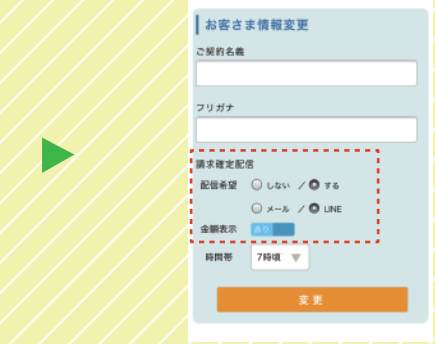 お客さま情報変更
ご契約名義
フリガナ
請求確定配信
配信希望 しない / する
メール / LINE
金額表示 あり
時間帯 7時頃 ▼
変更